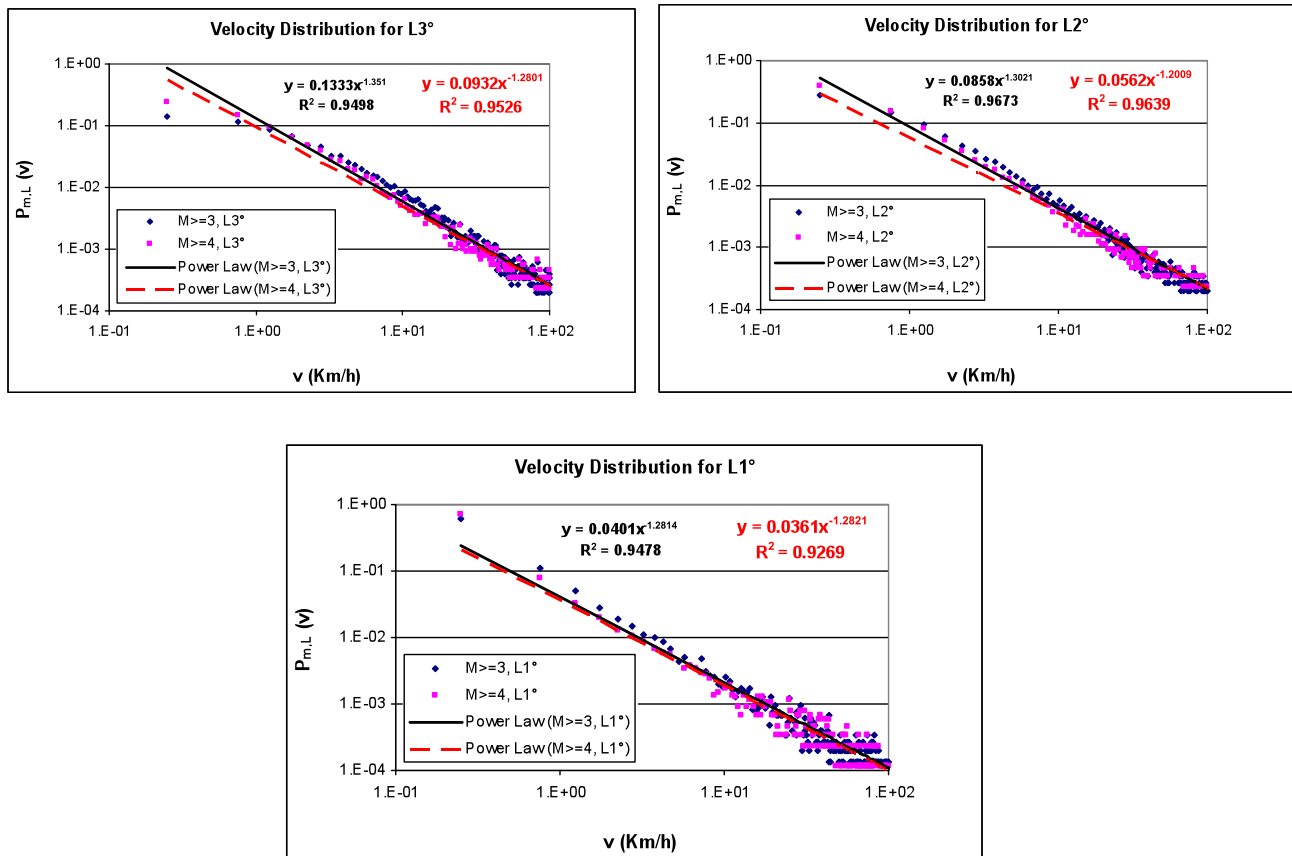 Velocity Distribution for L3°
1.E+00
1.E-01
1.E-02
1.E-03
1.E-04
P_m,L (v)
y = 0.1333x^-1.351
R² = 0.9498
y = 0.0932x^-1.2801
R² = 0.9526
M>=3, L3°
M>=4, L3°
Power Law (M>=3, L3°)
Power Law (M>=4, L3°)
1.E-01 1.E+00 1.E+01 1.E+02
v (Km/h)
Velocity Distribution for L2°
1.E+00
1.E-01
1.E-02
1.E-03
1.E-04
P_m,L (v)
y = 0.0858x^-1.3021
R² = 0.9673
y = 0.0562x^-1.2009
R² = 0.9639
M>=3, L2°
M>=4, L2°
Power Law (M>=3, L2°)
Power Law (M>=4, L2°)
1.E-01 1.E+00 1.E+01 1.E+02
v (Km/h)
Velocity Distribution for L1°
1.E+00
1.E-01
1.E-02
1.E-03
1.E-04
P_m,L (v)
y = 0.0401x^-1.2814
R² = 0.9478
y = 0.0361x^-1.2821
R² = 0.9269
M>=3, L1°
M>=4, L1°
Power Law (M>=3, L1°)
Power Law (M>=4, L1°)
1.E-01 1.E+00 1.E+01 1.E+02
v (Km/h)